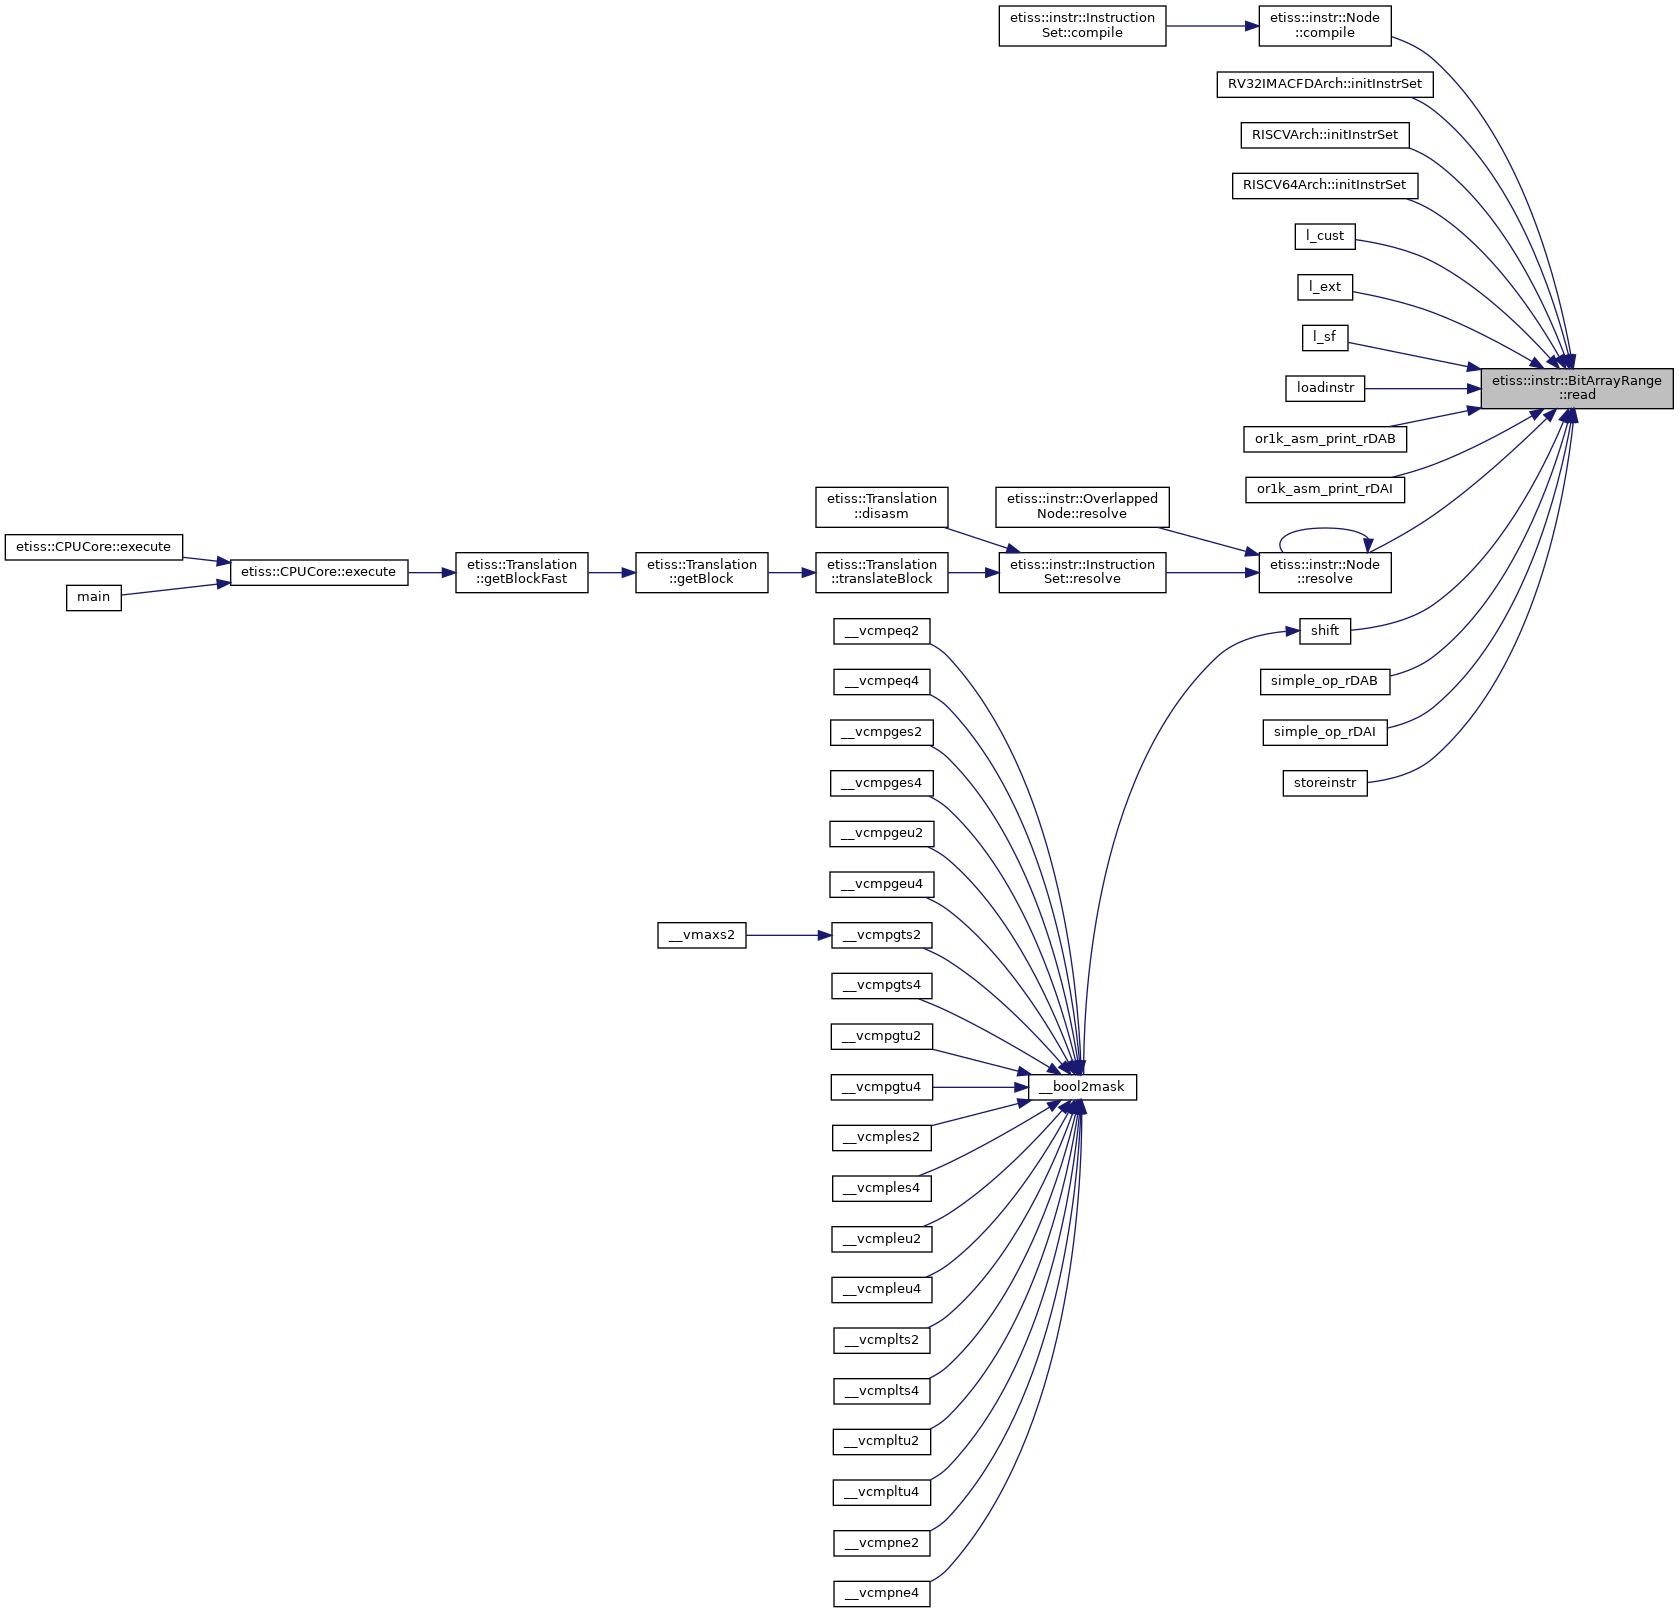 etiss::instr::Instruction
Set::compile
etiss::instr::Node
::compile
RV32IMACFDArch::initInstrSet
RISCVArch::initInstrSet
RISCV64Arch::initInstrSet
l_cust
l_ext
l_sf
etiss::instr::BitArrayRange
::read
loadinstr
or1k_asm_print_rDAB
or1k_asm_print_rDAI
etiss::Translation
::disasm
etiss::instr::Overlapped
Node::resolve
etiss::CPUCore::execute
main
etiss::CPUCore::execute
etiss::Translation
::getBlockFast
etiss::Translation
::getBlock
etiss::Translation
::translateBlock
etiss::instr::Instruction
Set::resolve
etiss::instr::Node
::resolve
shift
simple_op_rDAB
simple_op_rDAI
storeinstr
__vcmpeq2
__vcmpeq4
__vcmpges2
__vcmpges4
__vcmpgeu2
__vcmpgeu4
__vmaxs2
__vcmpgts2
__vcmpgts4
__vcmpgtu2
__vcmpgtu4
__bool2mask
__vcmples2
__vcmples4
__vcmpleu2
__vcmpleu4
__vcmplts2
__vcmplts4
__vcmpltu2
__vcmpltu4
__vcmpne2
__vcmpne4